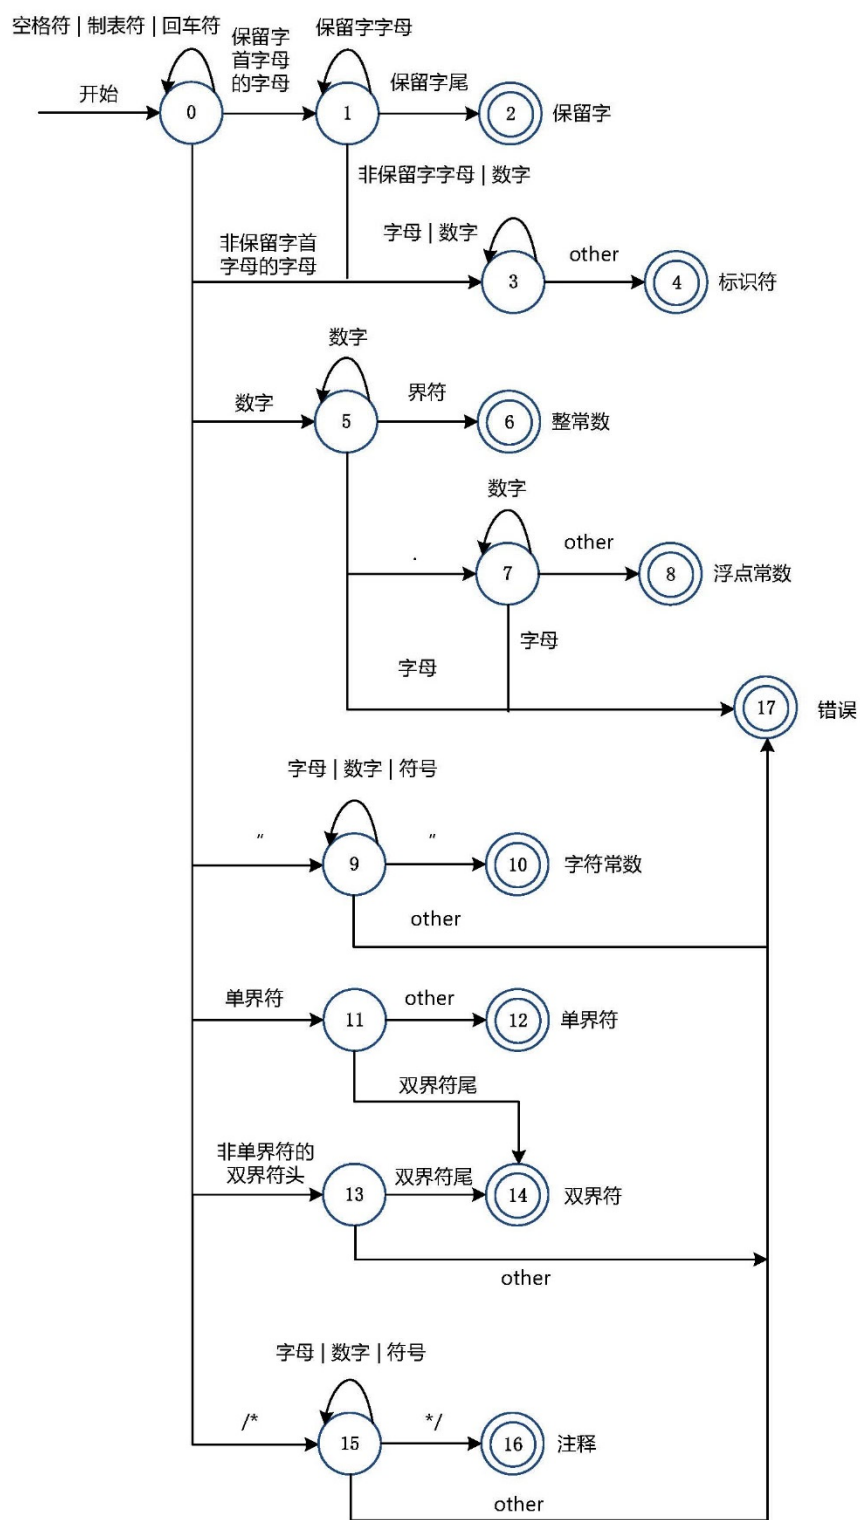 空格符 | 制表符 | 回车符
保留字
首字母
的字母
保留字字母
开始
0
1
保留字尾
2
保留字
非保留字字母 | 数字
非保留字首
字母的字母
字母 | 数字
3
other
4
标识符
数字
数字
5
界符
6
整常数
数字
.
7
other
8
浮点常数
字母
字母
17
错误
字母 | 数字 | 符号
"
9
"
10
字符常数
other
单界符
11
other
12
单界符
双界符尾
非单界符的
双界符头
13
双界符尾
14
双界符
other
字母 | 数字 | 符号
/*
15
*/
16
注释
other